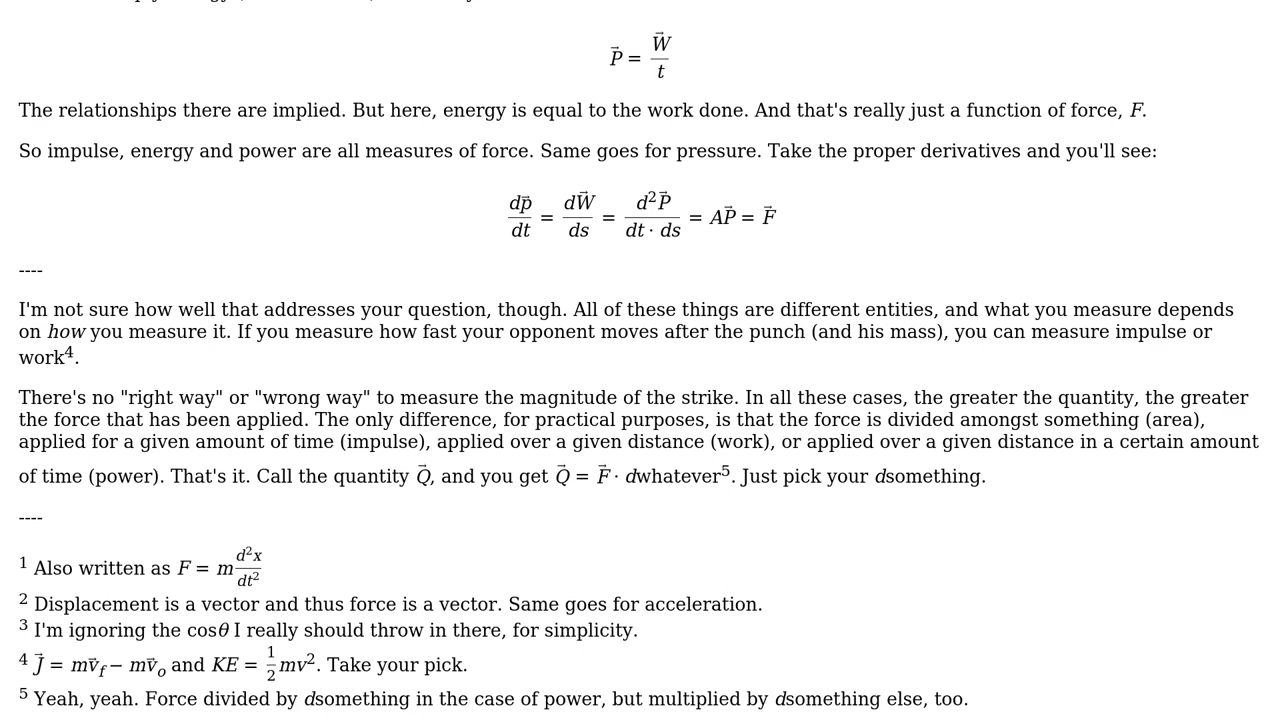 P⃗ = W⃗/t
The relationships there are implied. But here, energy is equal to the work done. And that's really just a function of force, F.
So impulse, energy and power are all measures of force. Same goes for pressure. Take the proper derivatives and you'll see:
dp⃗/dt = dW⃗/ds = d²P⃗/(dt · ds) = AP⃗ = F⃗
----
I'm not sure how well that addresses your question, though. All of these things are different entities, and what you measure depends
on how you measure it. If you measure how fast your opponent moves after the punch (and his mass), you can measure impulse or
work⁴.
There's no "right way" or "wrong way" to measure the magnitude of the strike. In all these cases, the greater the quantity, the greater
the force that has been applied. The only difference, for practical purposes, is that the force is divided amongst something (area),
applied for a given amount of time (impulse), applied over a given distance (work), or applied over a given distance in a certain amount
of time (power). That's it. Call the quantity Q⃗, and you get Q⃗ = F⃗ · dwhatever⁵. Just pick your dsomething.
----
¹ Also written as F = m d²x/dt²
² Displacement is a vector and thus force is a vector. Same goes for acceleration.
³ I'm ignoring the cosθ I really should throw in there, for simplicity.
⁴ J⃗ = mv⃗_f − mv⃗_o and KE = 1/2 mv². Take your pick.
⁵ Yeah, yeah. Force divided by dsomething in the case of power, but multiplied by dsomething else, too.